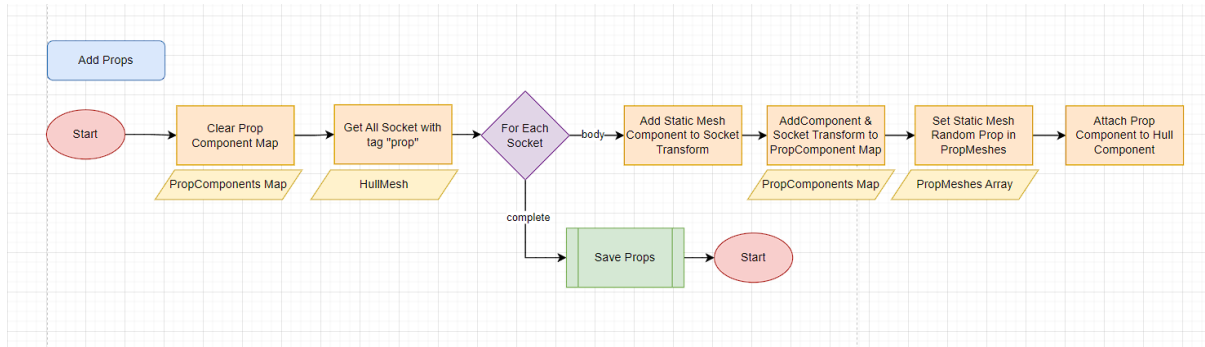 Add Props
Start
Clear Prop
Component Map
PropComponents Map
Get All Socket with
tag "prop"
HullMesh
For Each
Socket
body
Add Static Mesh
Component to Socket
Transform
AddComponent &
Socket Transform to
PropComponent Map
PropComponents Map
Set Static Mesh
Random Prop in
PropMeshes
PropMeshes Array
Attach Prop
Component to Hull
Component
complete
Save Props
Start